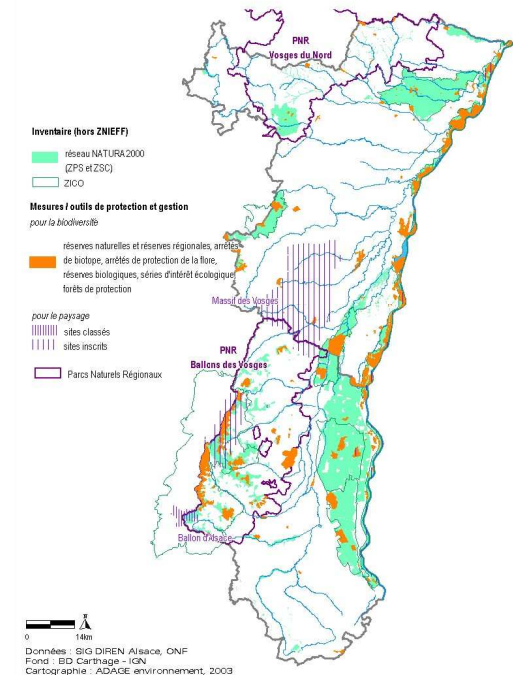 PNR
Vosges du Nord
Inventaire (hors ZNIEFF)
réseau NATURA2000
(ZPS et ZSC)
ZICO
Mesures / outils de protection et gestion
pour la biodiversité
réserves naturelles et réserves régionales, arrêtés
de biotope, arrêtés de protection de la flore,
réserves biologiques, séries d'intérêt écologique
forêts de protection
pour le paysage
sites classés
sites inscrits
Parcs Naturels Régionaux
Massif des Vosges
PNR
Ballons des Vosges
Ballon d'Alsace
0 14km
Données : SIG DIREN Alsace, ONF
Fond : BD Carthage - IGN
Cartographie : ADAGE environnement, 2003